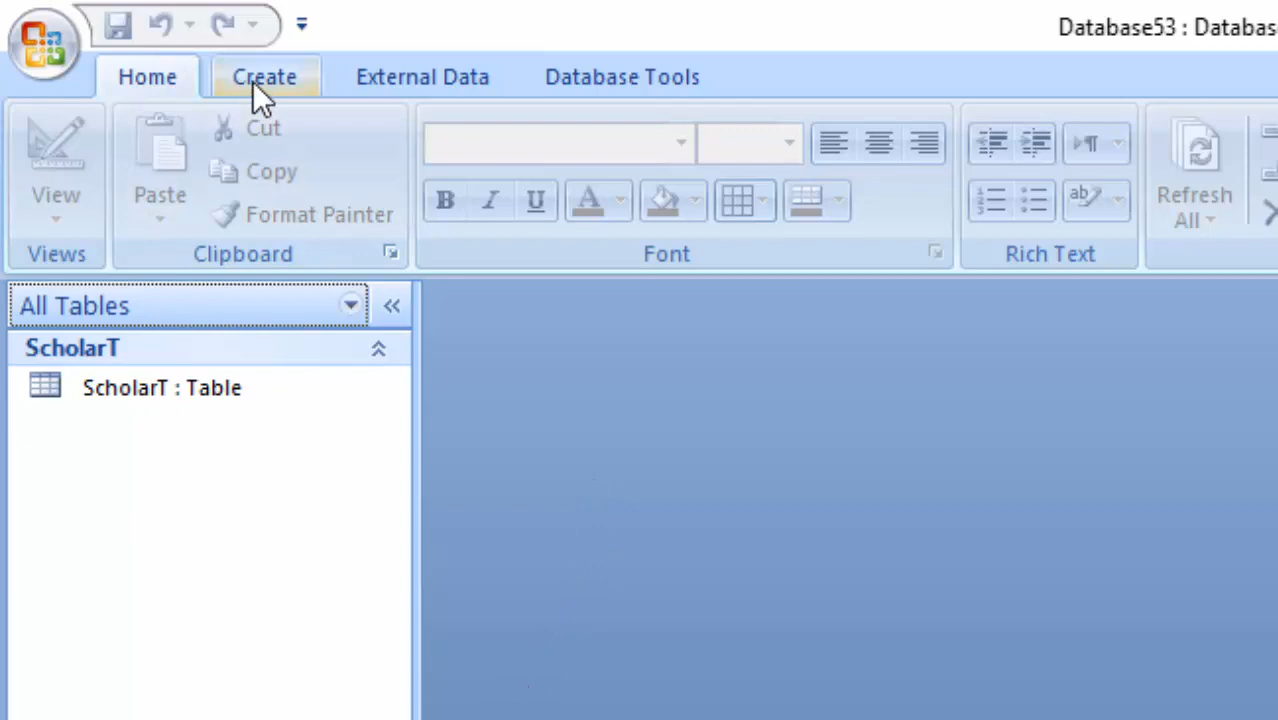 Database53 : Databas
Home Create External Data Database Tools
View
Paste
Cut
Copy
Format Painter
B I U A
ab
Refresh
All
Views Clipboard Font Rich Text
All Tables
ScholarT
ScholarT : Table